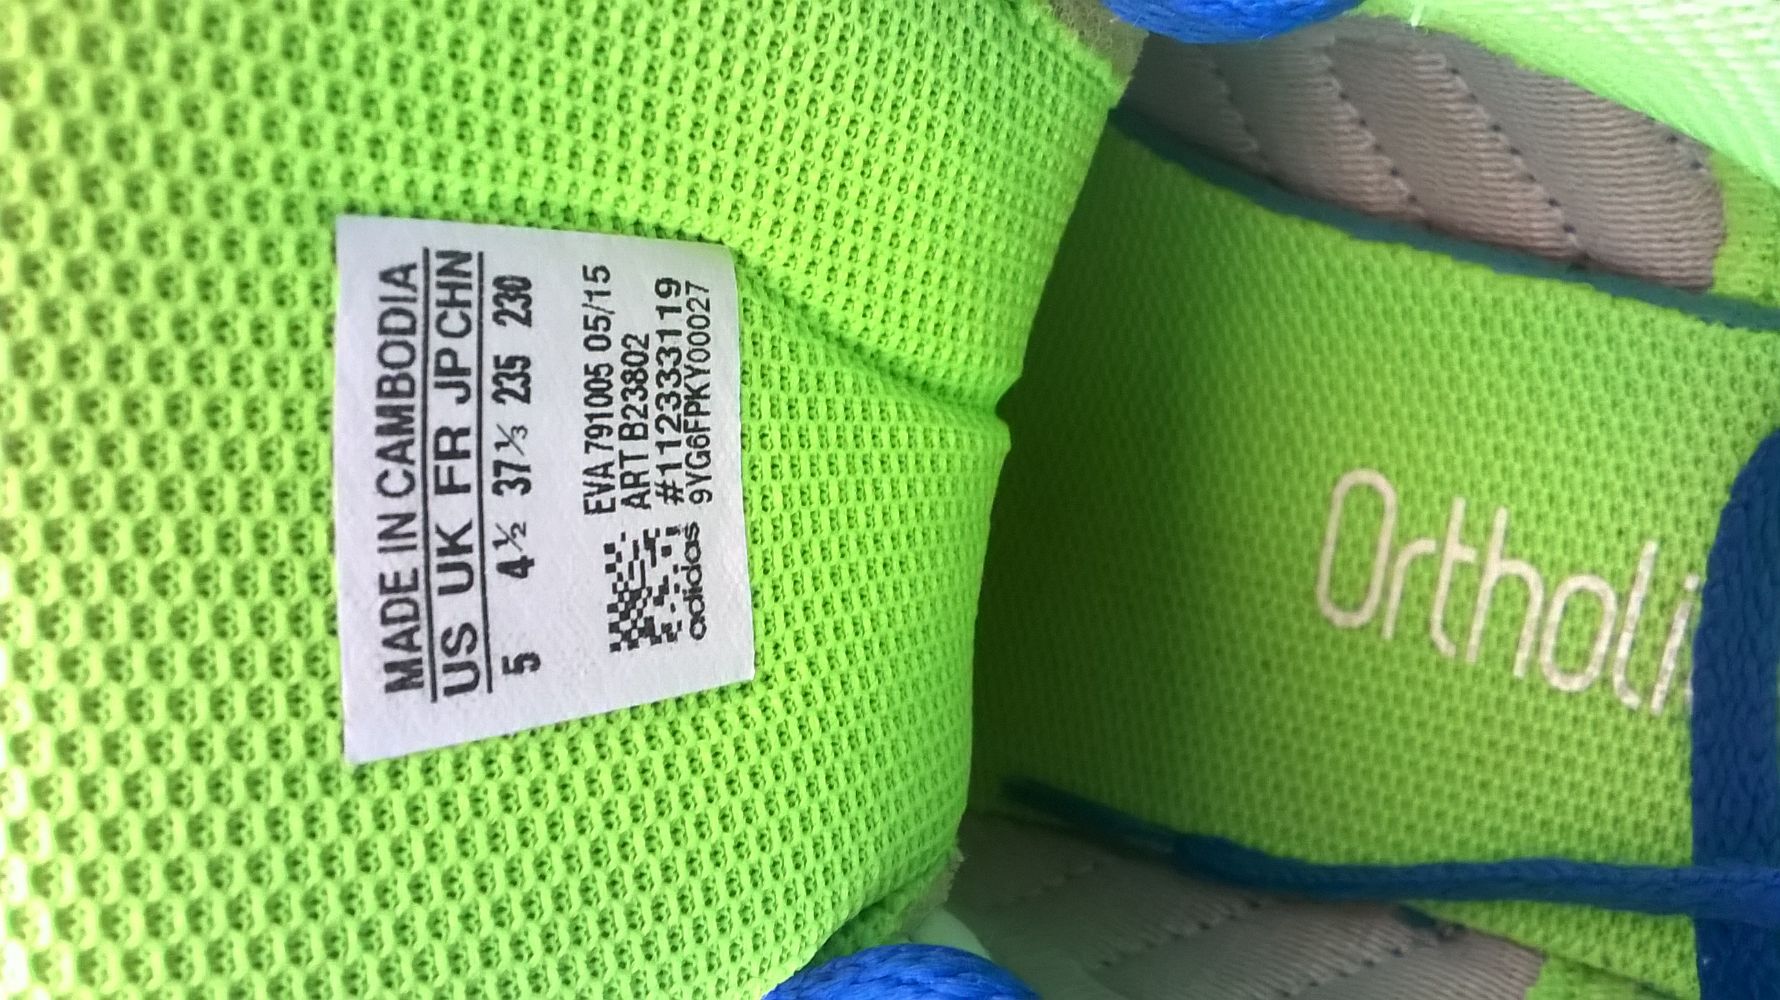 MADE IN CAMBODIA
US UK FR JP CHN
5 4½ 37⅓ 235 230
EVA 791005 05/15
ART B23802
#112333119
9YG6FPKY00027
adidas
Ortholi